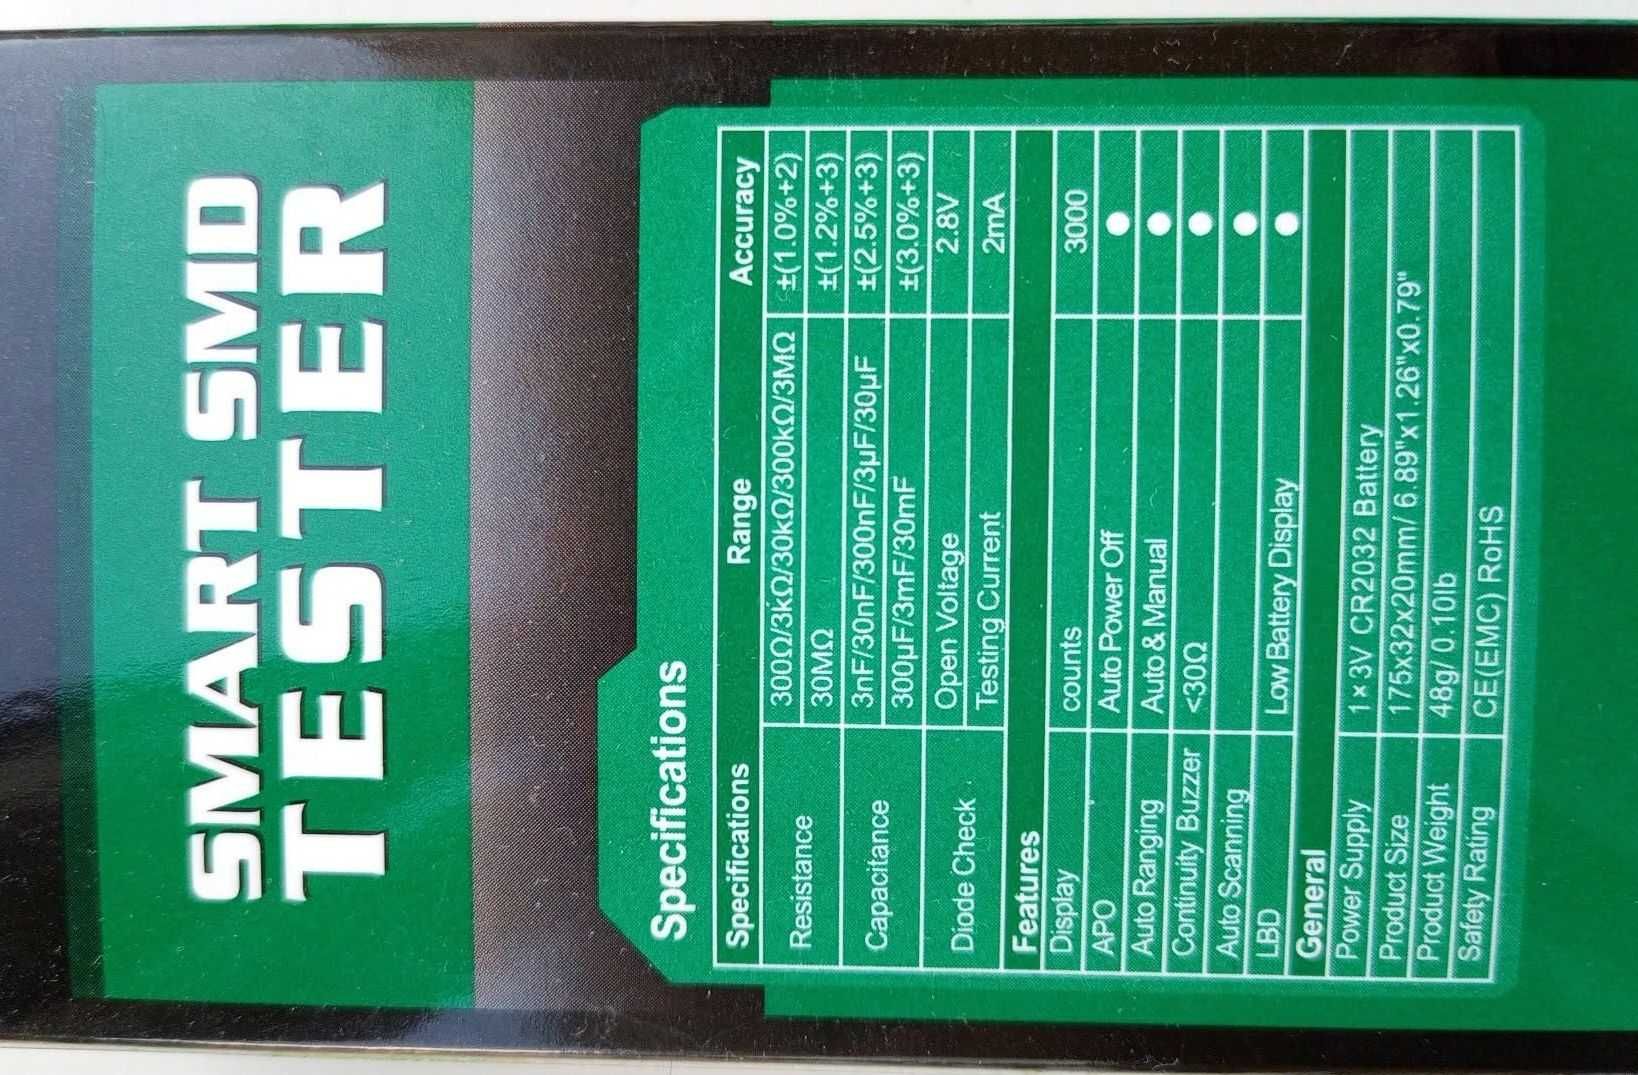 SMART SMD
TESTER
Specifications
Specifications Range Accuracy
Resistance 300Ω/3kΩ/30kΩ/300kΩ/3MΩ ±(1.0%+2)
30MΩ ±(1.2%+3)
Capacitance 3nF/30nF/300nF/3µF/30µF ±(2.5%+3)
300µF/3mF/30mF ±(3.0%+3)
Diode Check Open Voltage 2.8V
Testing Current 2mA
Features
Display counts 3000
APO Auto Power Off ●
Auto Ranging Auto & Manual ●
Continuity Buzzer <30Ω ●
Auto Scanning ●
LBD Low Battery Display ●
General
Power Supply 1×3V CR2032 Battery
Product Size 175x32x20mm/ 6.89"x1.26"x0.79"
Product Weight 48g/ 0.10lb
Safety Rating CE(EMC) RoHS